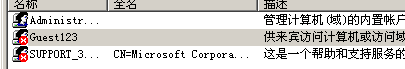 名称 全名 描述
Administr... 管理计算机(域)的内置帐户
Guest123 供来宾访问计算机或访问域
SUPPORT_3... CN=Microsoft Corpora... 这是一个帮助和支持服务的